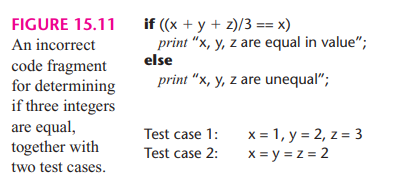 FIGURE 15.11
An incorrect
code fragment
for determining
if three integers
are equal,
together with
two test cases.
if ((x + y + z)/3 == x)
print "x, y, z are equal in value";
else
print "x, y, z are unequal";
Test case 1: x = 1, y = 2, z = 3
Test case 2: x = y = z = 2